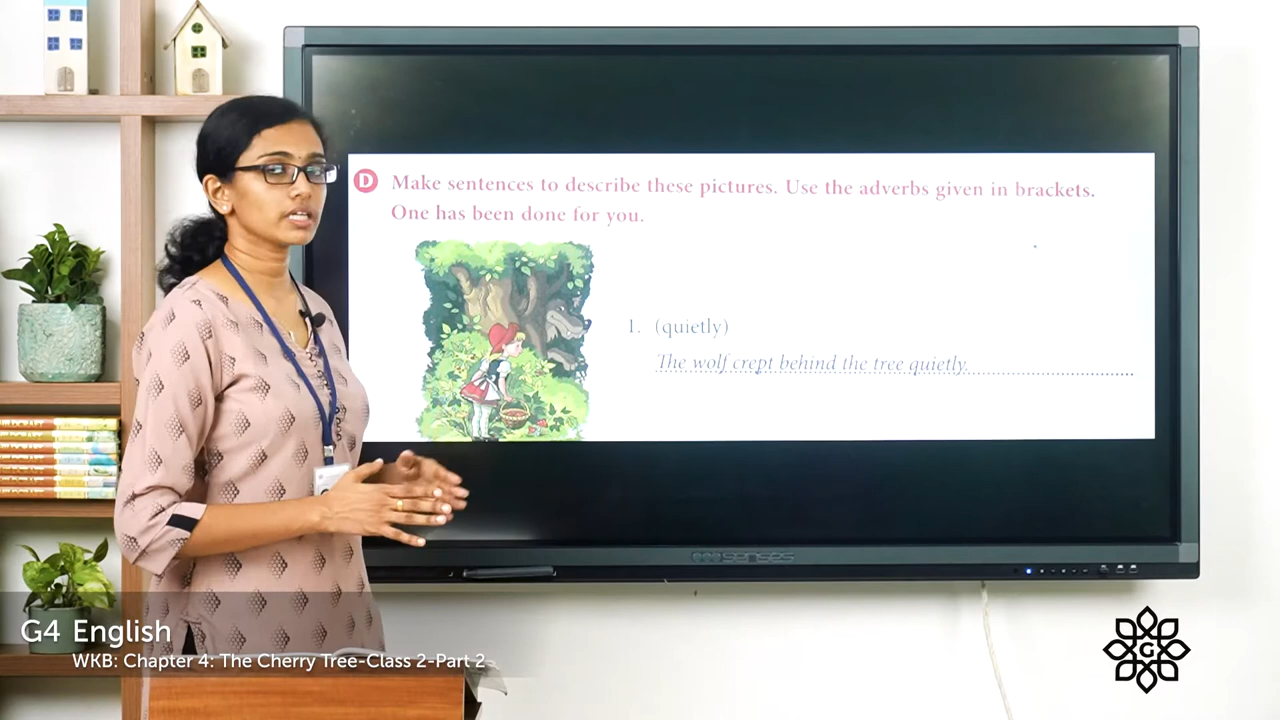 D Make sentences to describe these pictures. Use the adverbs given in brackets.
One has been done for you.
1. (quietly)
The wolf crept behind the tree quietly.
senses
G4 English
WKB: Chapter 4: The Cherry Tree-Class 2-Part 2
G